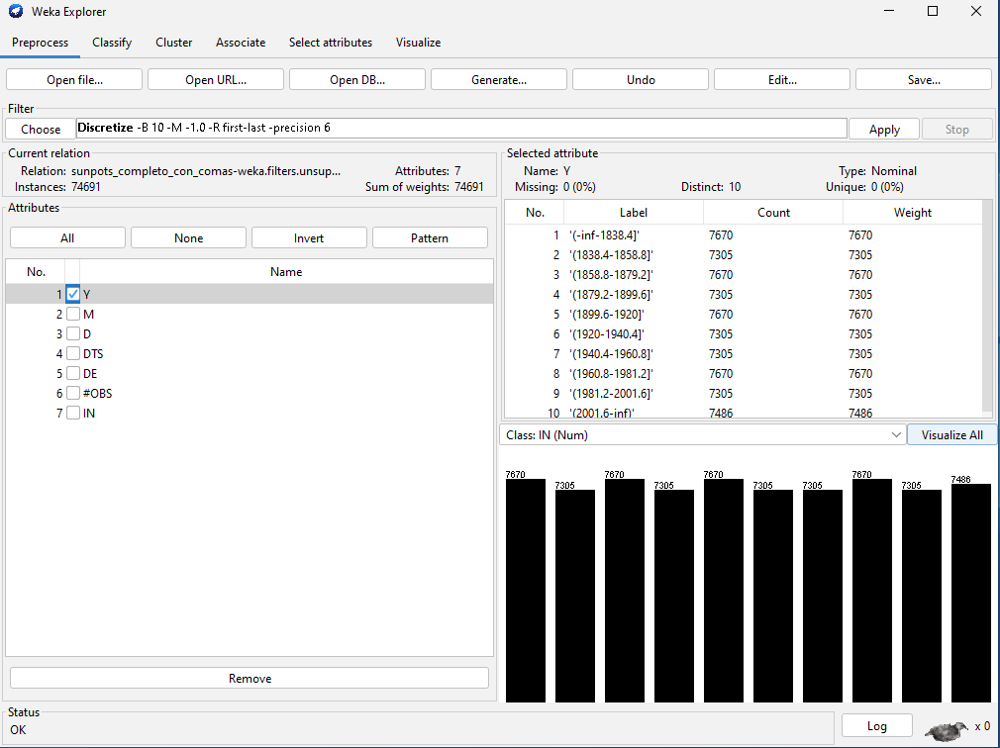 Weka Explorer
Preprocess Classify Cluster Associate Select attributes Visualize
Open file... Open URL... Open DB... Generate... Undo Edit... Save...
Filter
Choose Discretize -B 10 -M -1.0 -R first-last -precision 6 Apply Stop
Current relation
Relation: sunpots_completo_con_comas-weka.filters.unsup... Attributes: 7
Instances: 74691 Sum of weights: 74691
Attributes
All None Invert Pattern
No. Name
1 Y
2 M
3 D
4 DTS
5 DE
6 #OBS
7 IN
Remove
Selected attribute
Name: Y Type: Nominal
Missing: 0 (0%) Distinct: 10 Unique: 0 (0%)
No. Label Count Weight
1 '(-inf-1838.4]' 7670 7670
2 '(1838.4-1858.8]' 7305 7305
3 '(1858.8-1879.2]' 7670 7670
4 '(1879.2-1899.6]' 7305 7305
5 '(1899.6-1920]' 7670 7670
6 '(1920-1940.4]' 7305 7305
7 '(1940.4-1960.8]' 7305 7305
8 '(1960.8-1981.2]' 7670 7670
9 '(1981.2-2001.6]' 7305 7305
10 '(2001.6-inf)' 7486 7486
Class: IN (Num) Visualize All
7670 7305 7670 7305 7670 7305 7305 7670 7305 7486
Status
OK
Log x 0